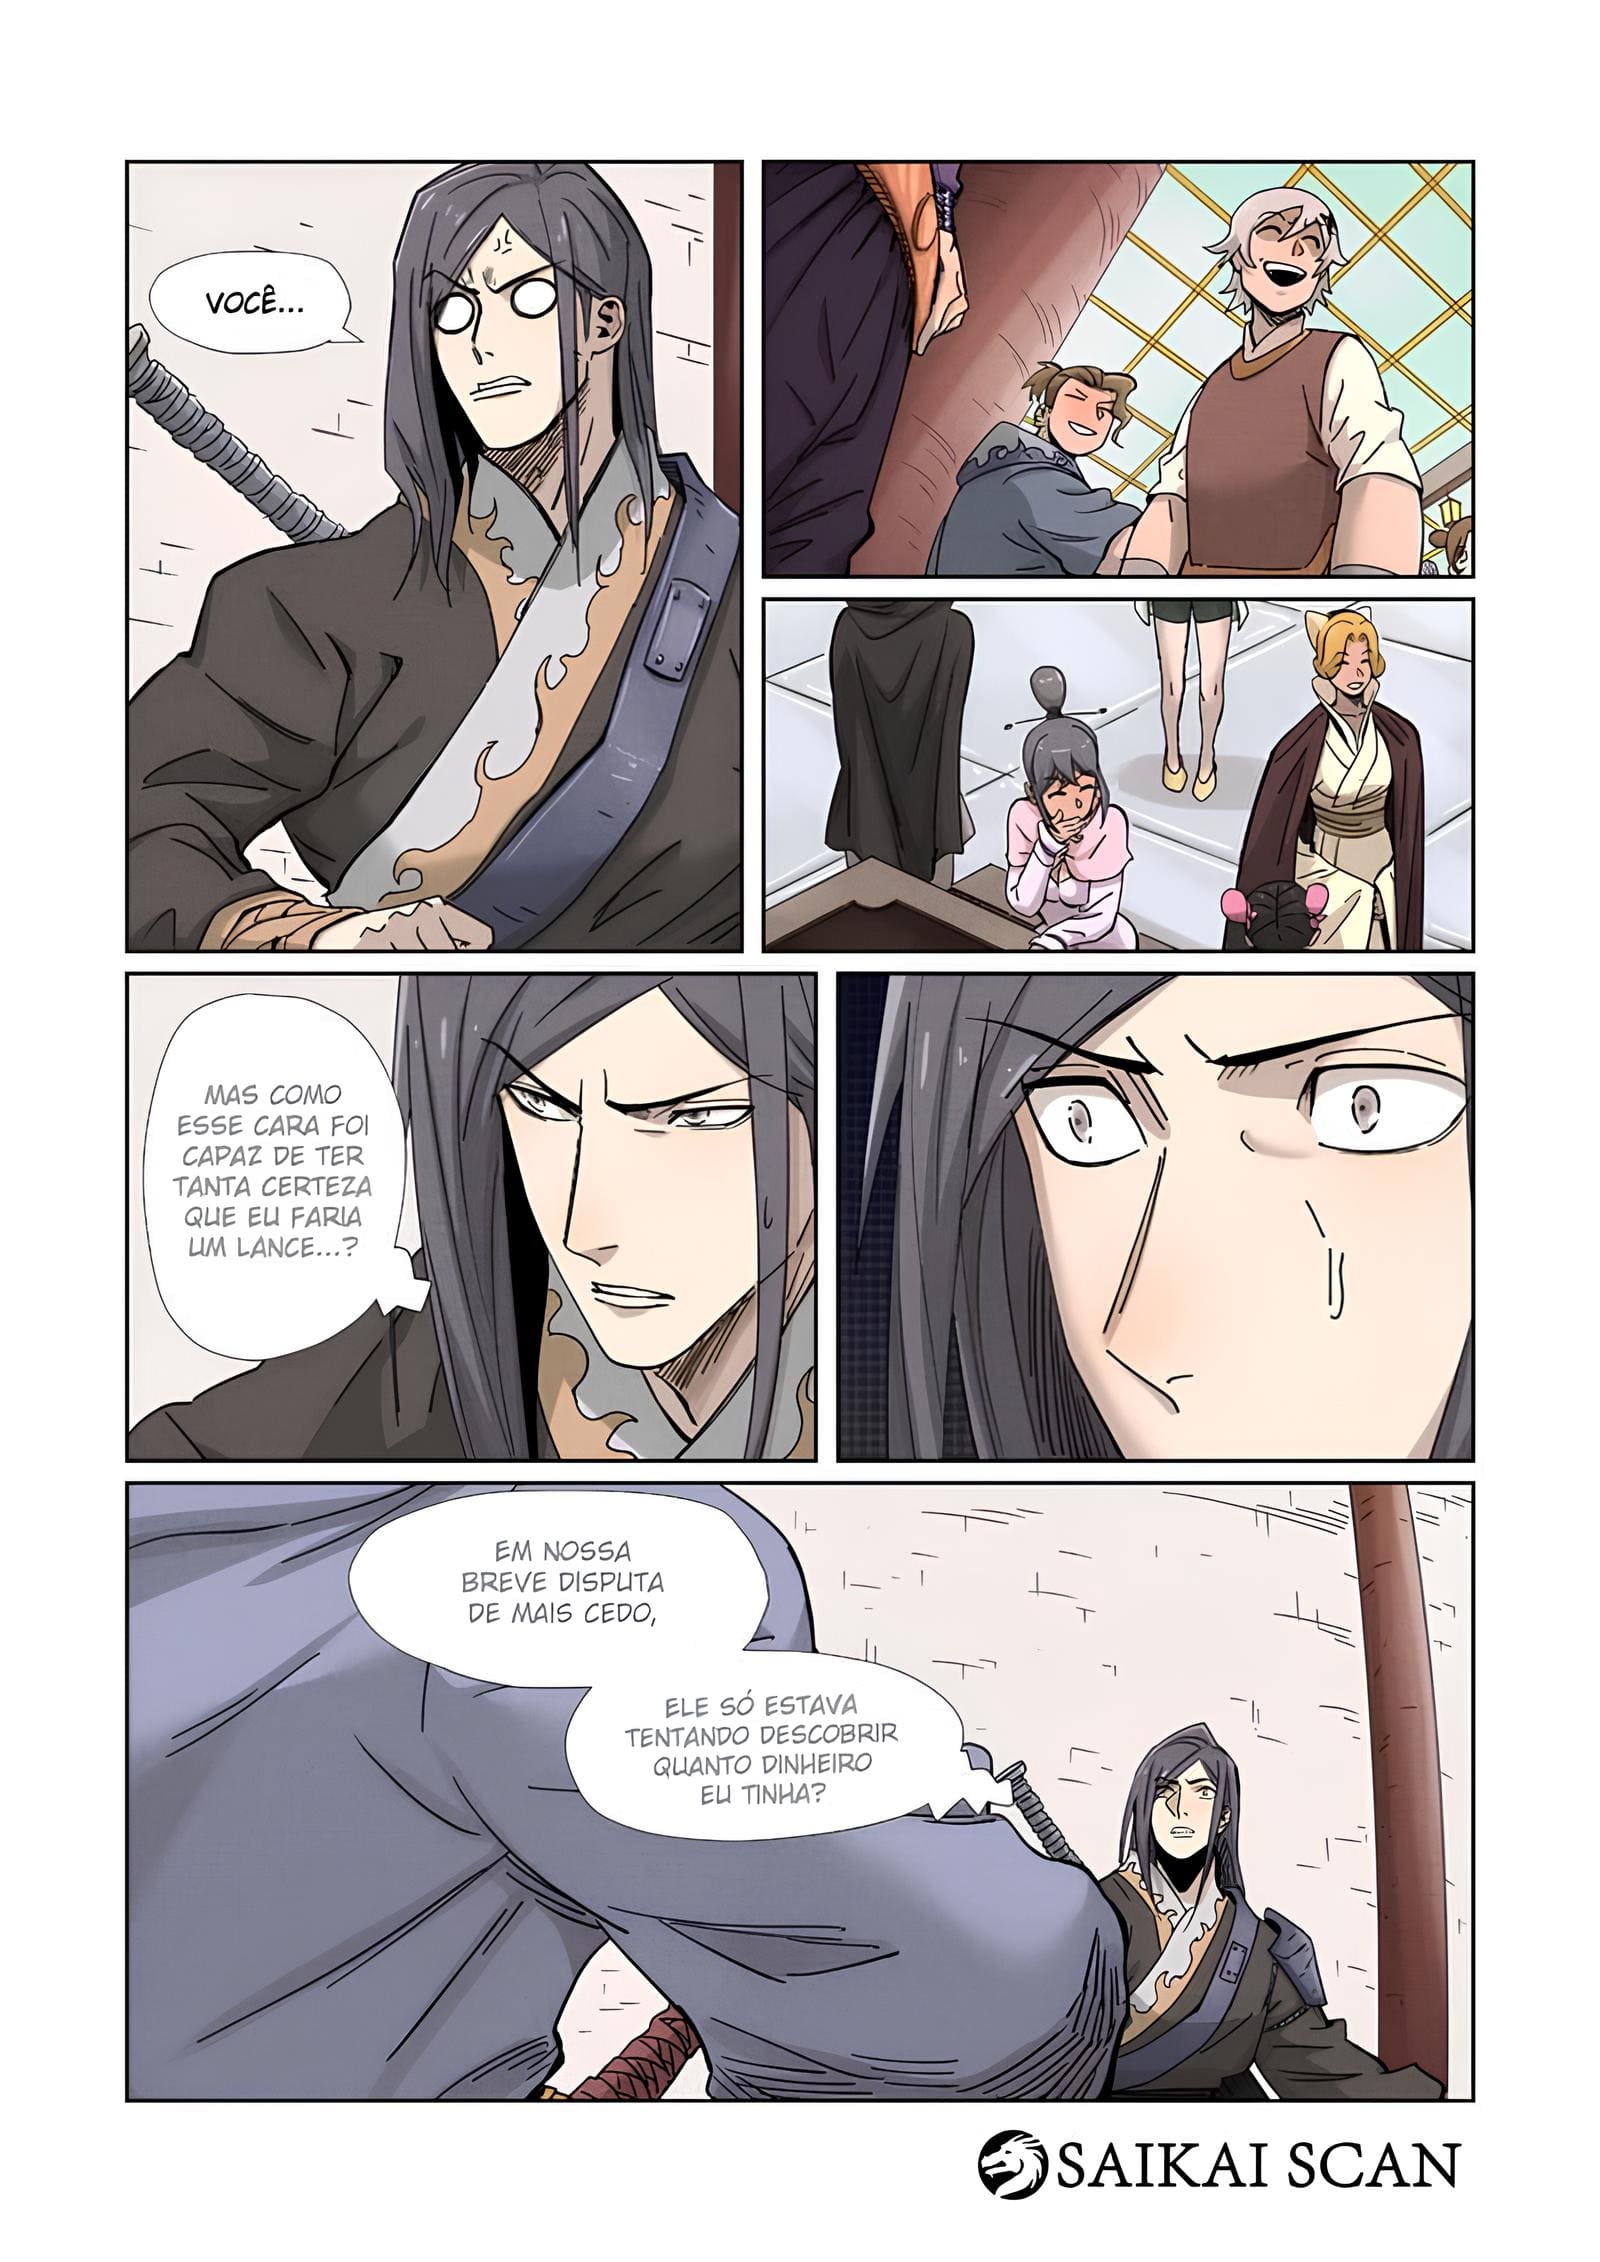 VOCÊ...
MAS COMO
ESSE CARA FOI
CAPAZ DE TER
TANTA CERTEZA
QUE EU FARIA
UM LANCE...?
EM NOSSA
BREVE DISPUTA
DE MAIS CEDO,
ELE SÓ ESTAVA
TENTANDO DESCOBRIR
QUANTO DINHEIRO
EU TINHA?
SAIKAI SCAN